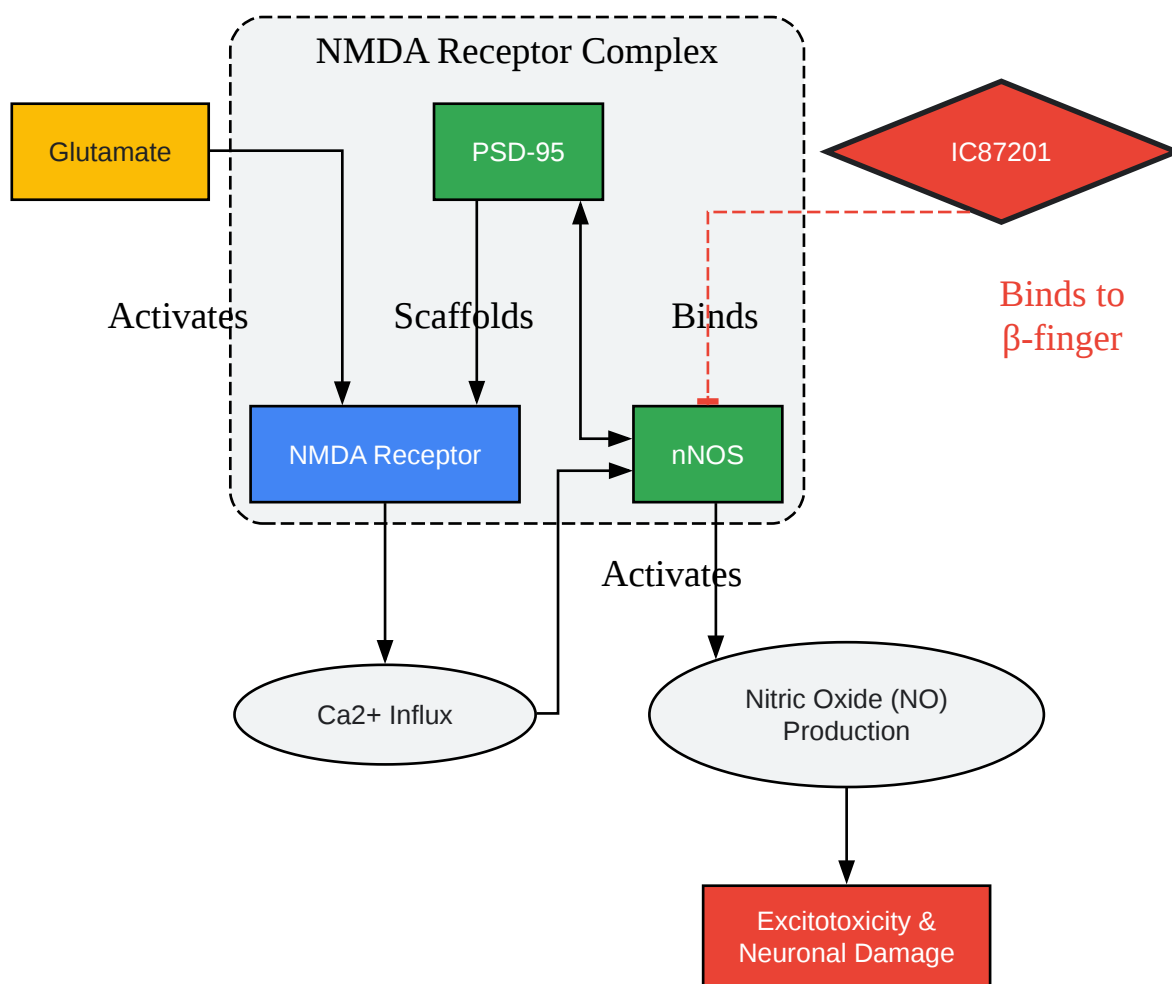 NMDA Receptor Complex
Glutamate
PSD-95
IC87201
Activates
Scaffolds
Binds
Binds to
β-finger
NMDA Receptor
nNOS
Activates
Ca2+ Influx
Nitric Oxide (NO)
Production
Excitotoxicity &
Neuronal Damage